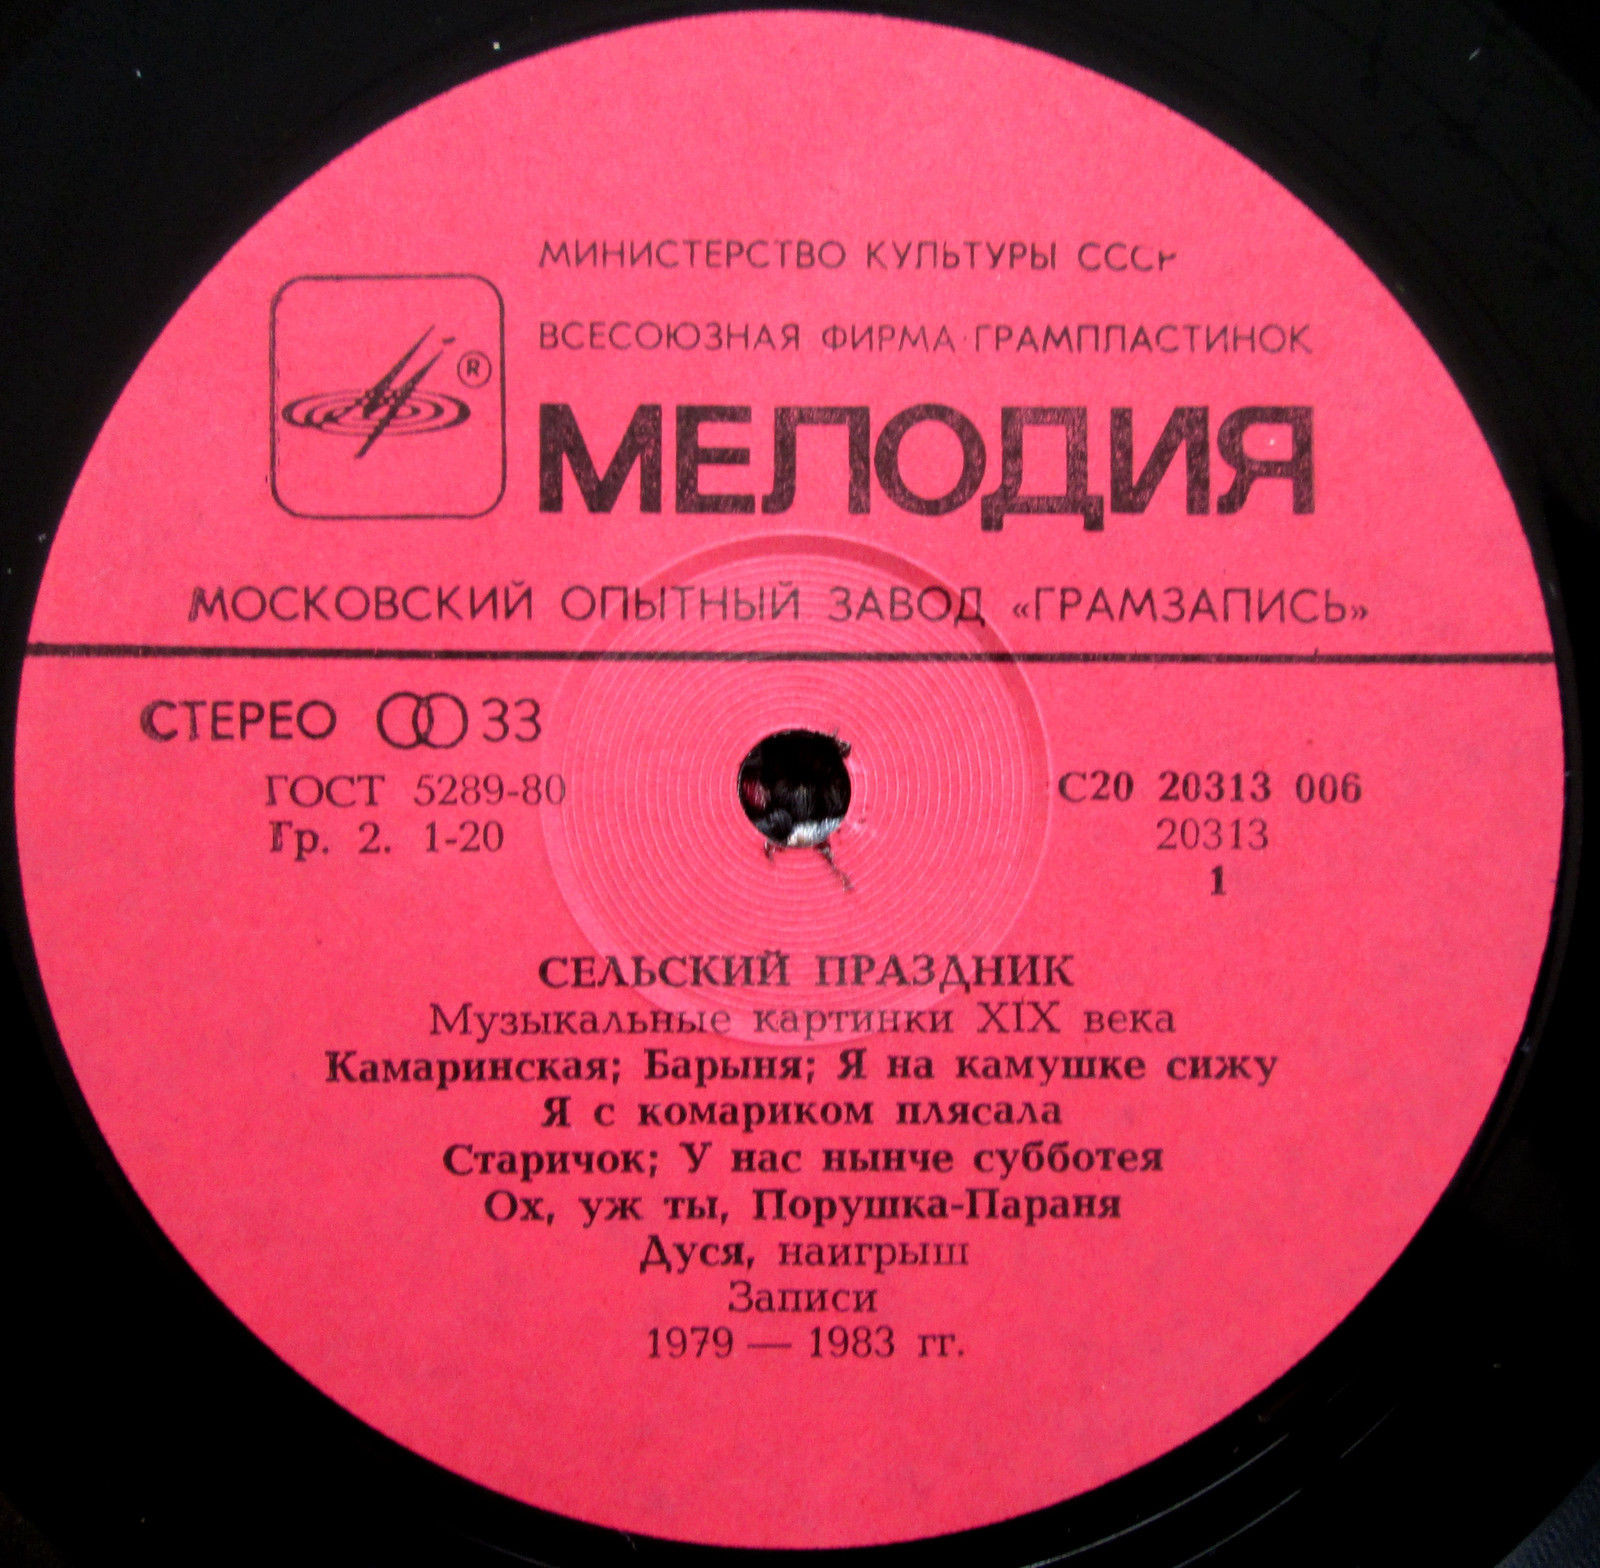 МИНИСТЕРСТВО КУЛЬТУРЫ СССР
ВСЕСОЮЗНАЯ ФИРМА ГРАМПЛАСТИНОК
®
МЕЛОДИЯ
МОСКОВСКИЙ ОПЫТНЫЙ ЗАВОД «ГРАМЗАПИСЬ»
СТЕРЕО 33
ГОСТ 5289-80
Гр. 2. 1-20
С20 20313 006
20313
1
СЕЛЬСКИЙ ПРАЗДНИК
Музыкальные картинки XIX века
Камаринская; Барыня; Я на камушке сижу
Я с комариком плясала
Старичок; У нас нынче субботея
Ох, уж ты, Порушка-Параня
Дуся, наигрыш
Записи
1979 — 1983 гг.